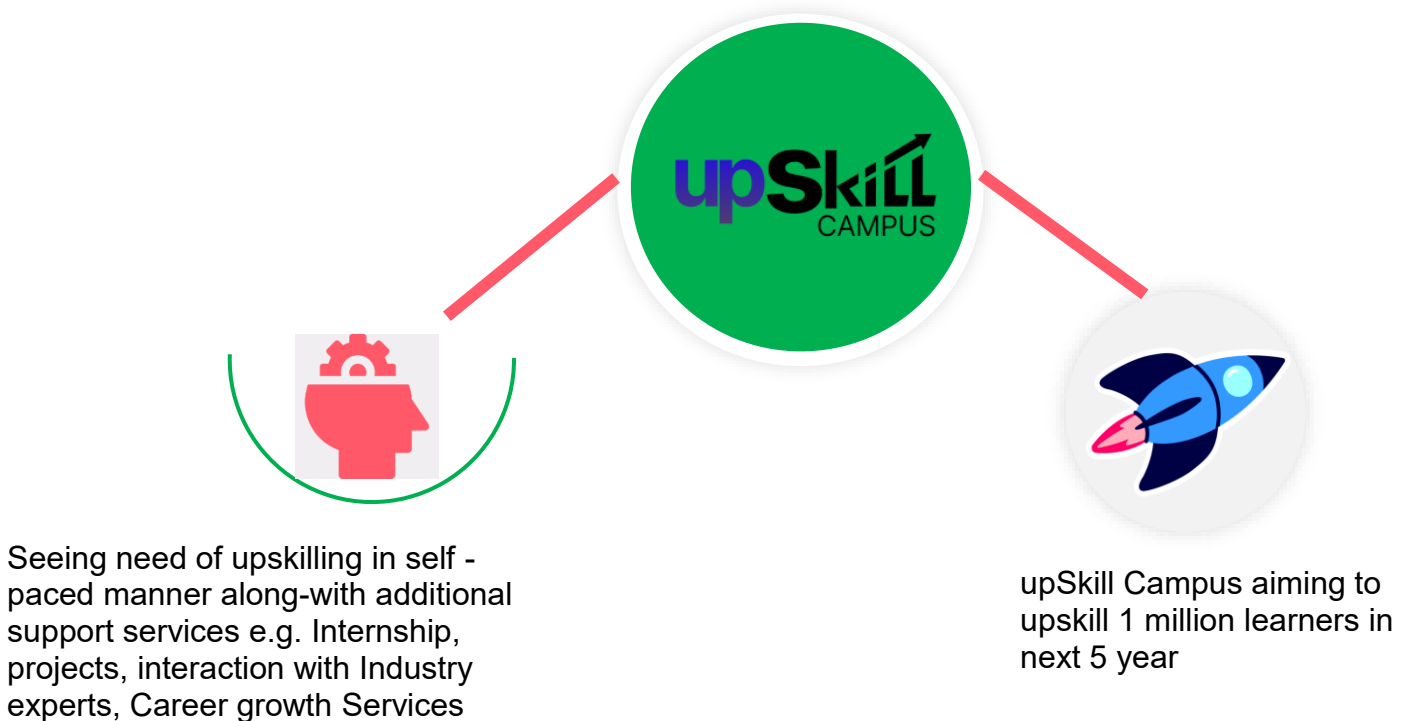 upSkill
CAMPUS
Seeing need of upskilling in self -
paced manner along-with additional
support services e.g. Internship,
projects, interaction with Industry
experts, Career growth Services
upSkill Campus aiming to
upskill 1 million learners in
next 5 year